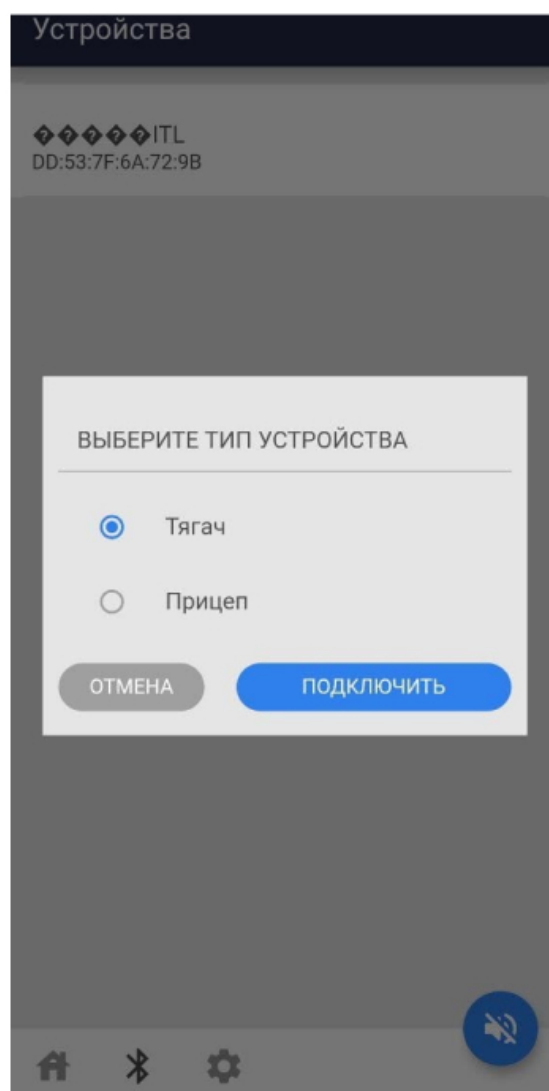 Устройства
�����ITL
DD:53:7F:6A:72:9B
ВЫБЕРИТЕ ТИП УСТРОЙСТВА
Тягач
Прицеп
ОТМЕНА
ПОДКЛЮЧИТЬ